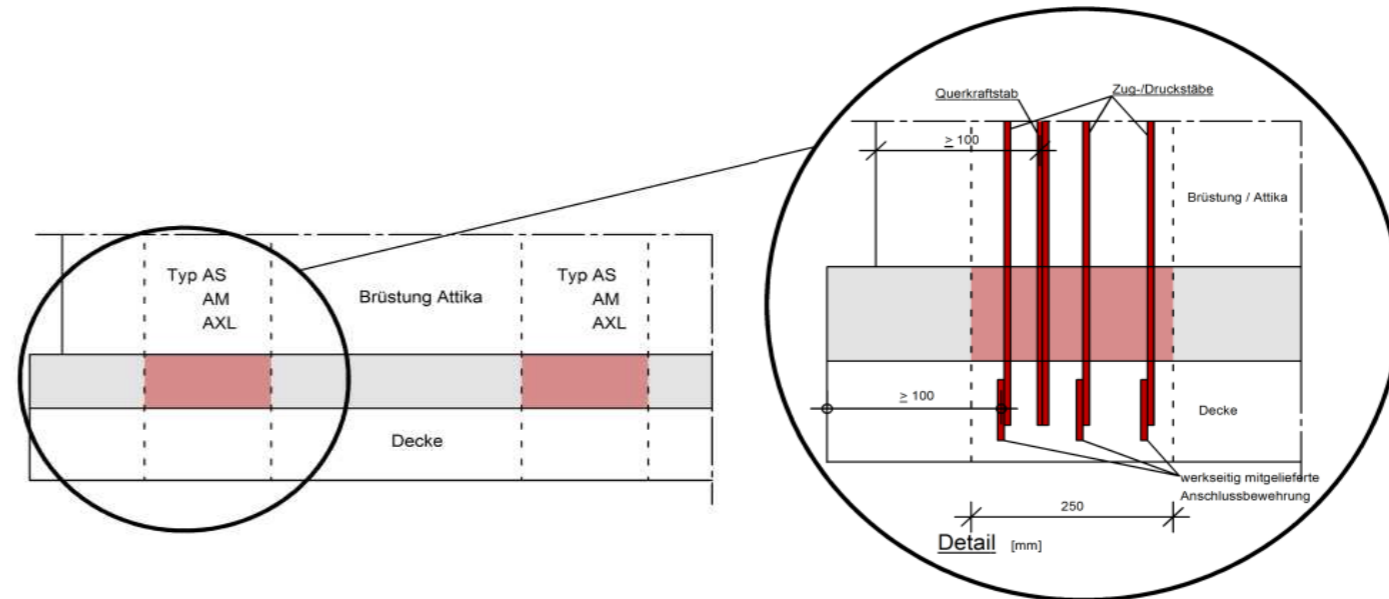 Typ AS
AM
AXL
Brüstung Attika
Typ AS
AM
AXL
Decke
Querkraftstab
Zug-/Druckstäbe
≥ 100
Brüstung / Attika
≥ 100
Decke
werkseitig mitgelieferte
Anschlussbewehrung
250
Detail [mm]